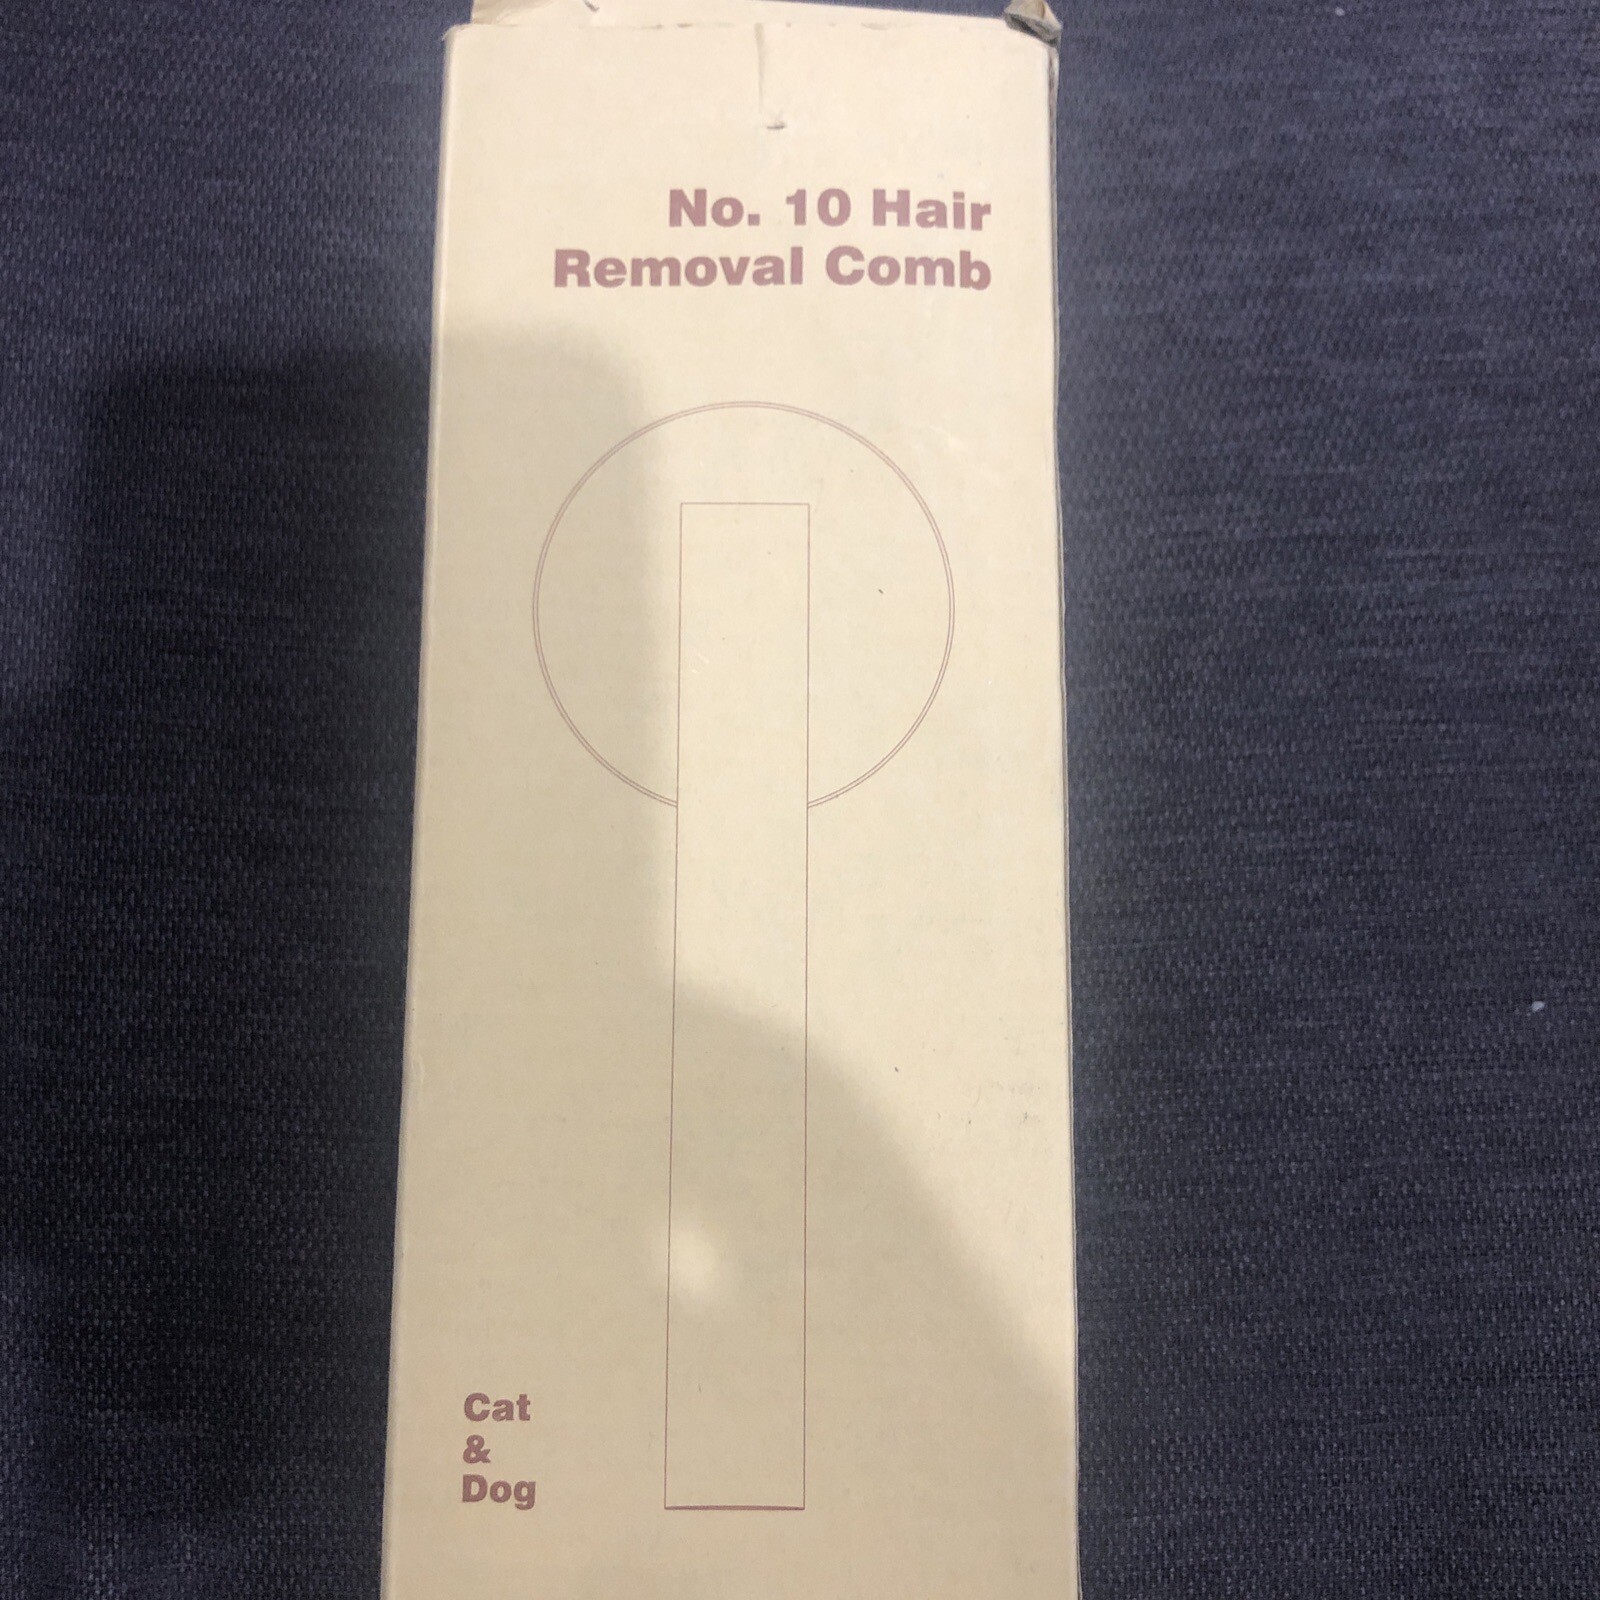 No. 10 Hair
Removal Comb
Cat
&
Dog